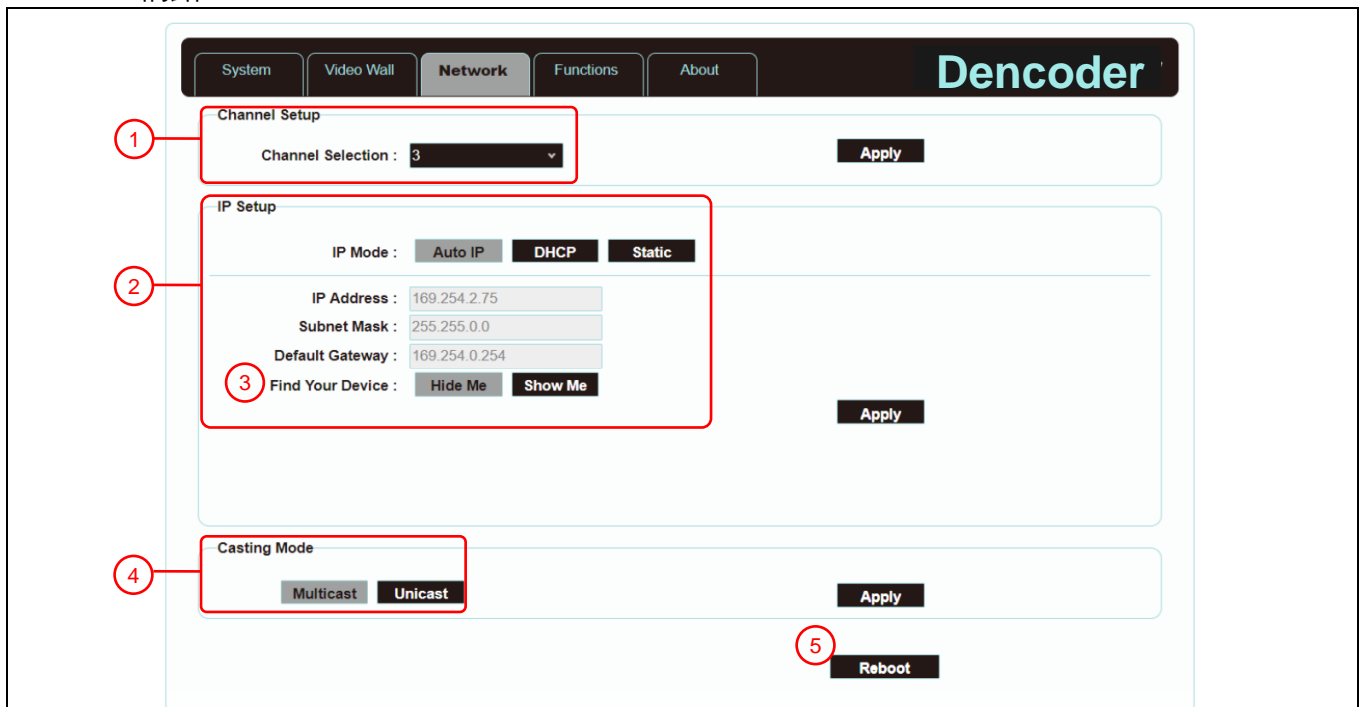 System Video Wall Network Functions About Dencoder
Channel Setup
1
Channel Selection : 3 Apply
IP Setup
IP Mode : Auto IP DHCP Static
2
IP Address : 169.254.2.75
Subnet Mask : 255.255.0.0
Default Gateway : 169.254.0.254
3 Find Your Device : Hide Me Show Me
Apply
Casting Mode
4
Multicast Unicast Apply
5
Reboot